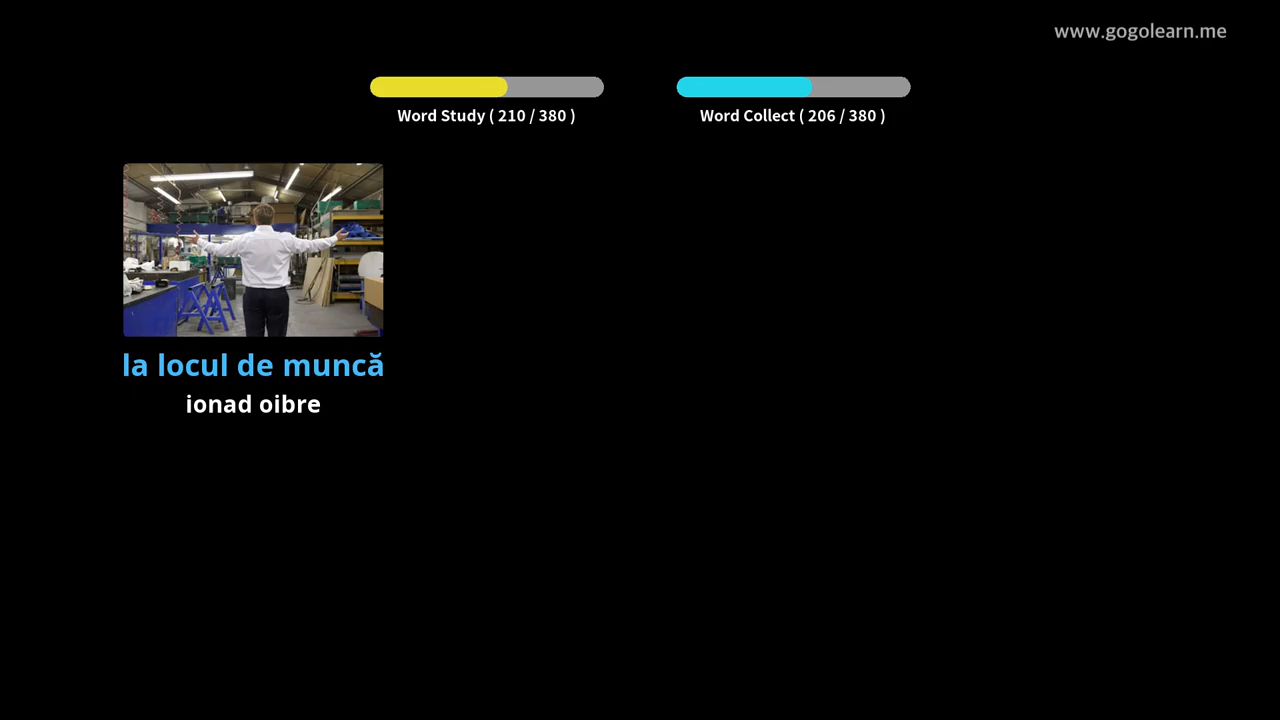 www.gogolearn.me
Word Study ( 210 / 380 )
Word Collect ( 206 / 380 )
la locul de muncă
ionad oibre